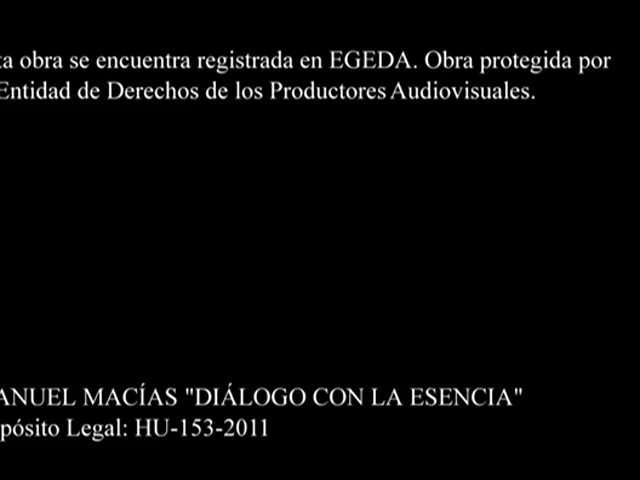 ta obra se encuentra registrada en EGEDA. Obra protegida por
Entidad de Derechos de los Productores Audiovisuales.
ANUEL MACÍAS "DIÁLOGO CON LA ESENCIA"
pósito Legal: HU-153-2011